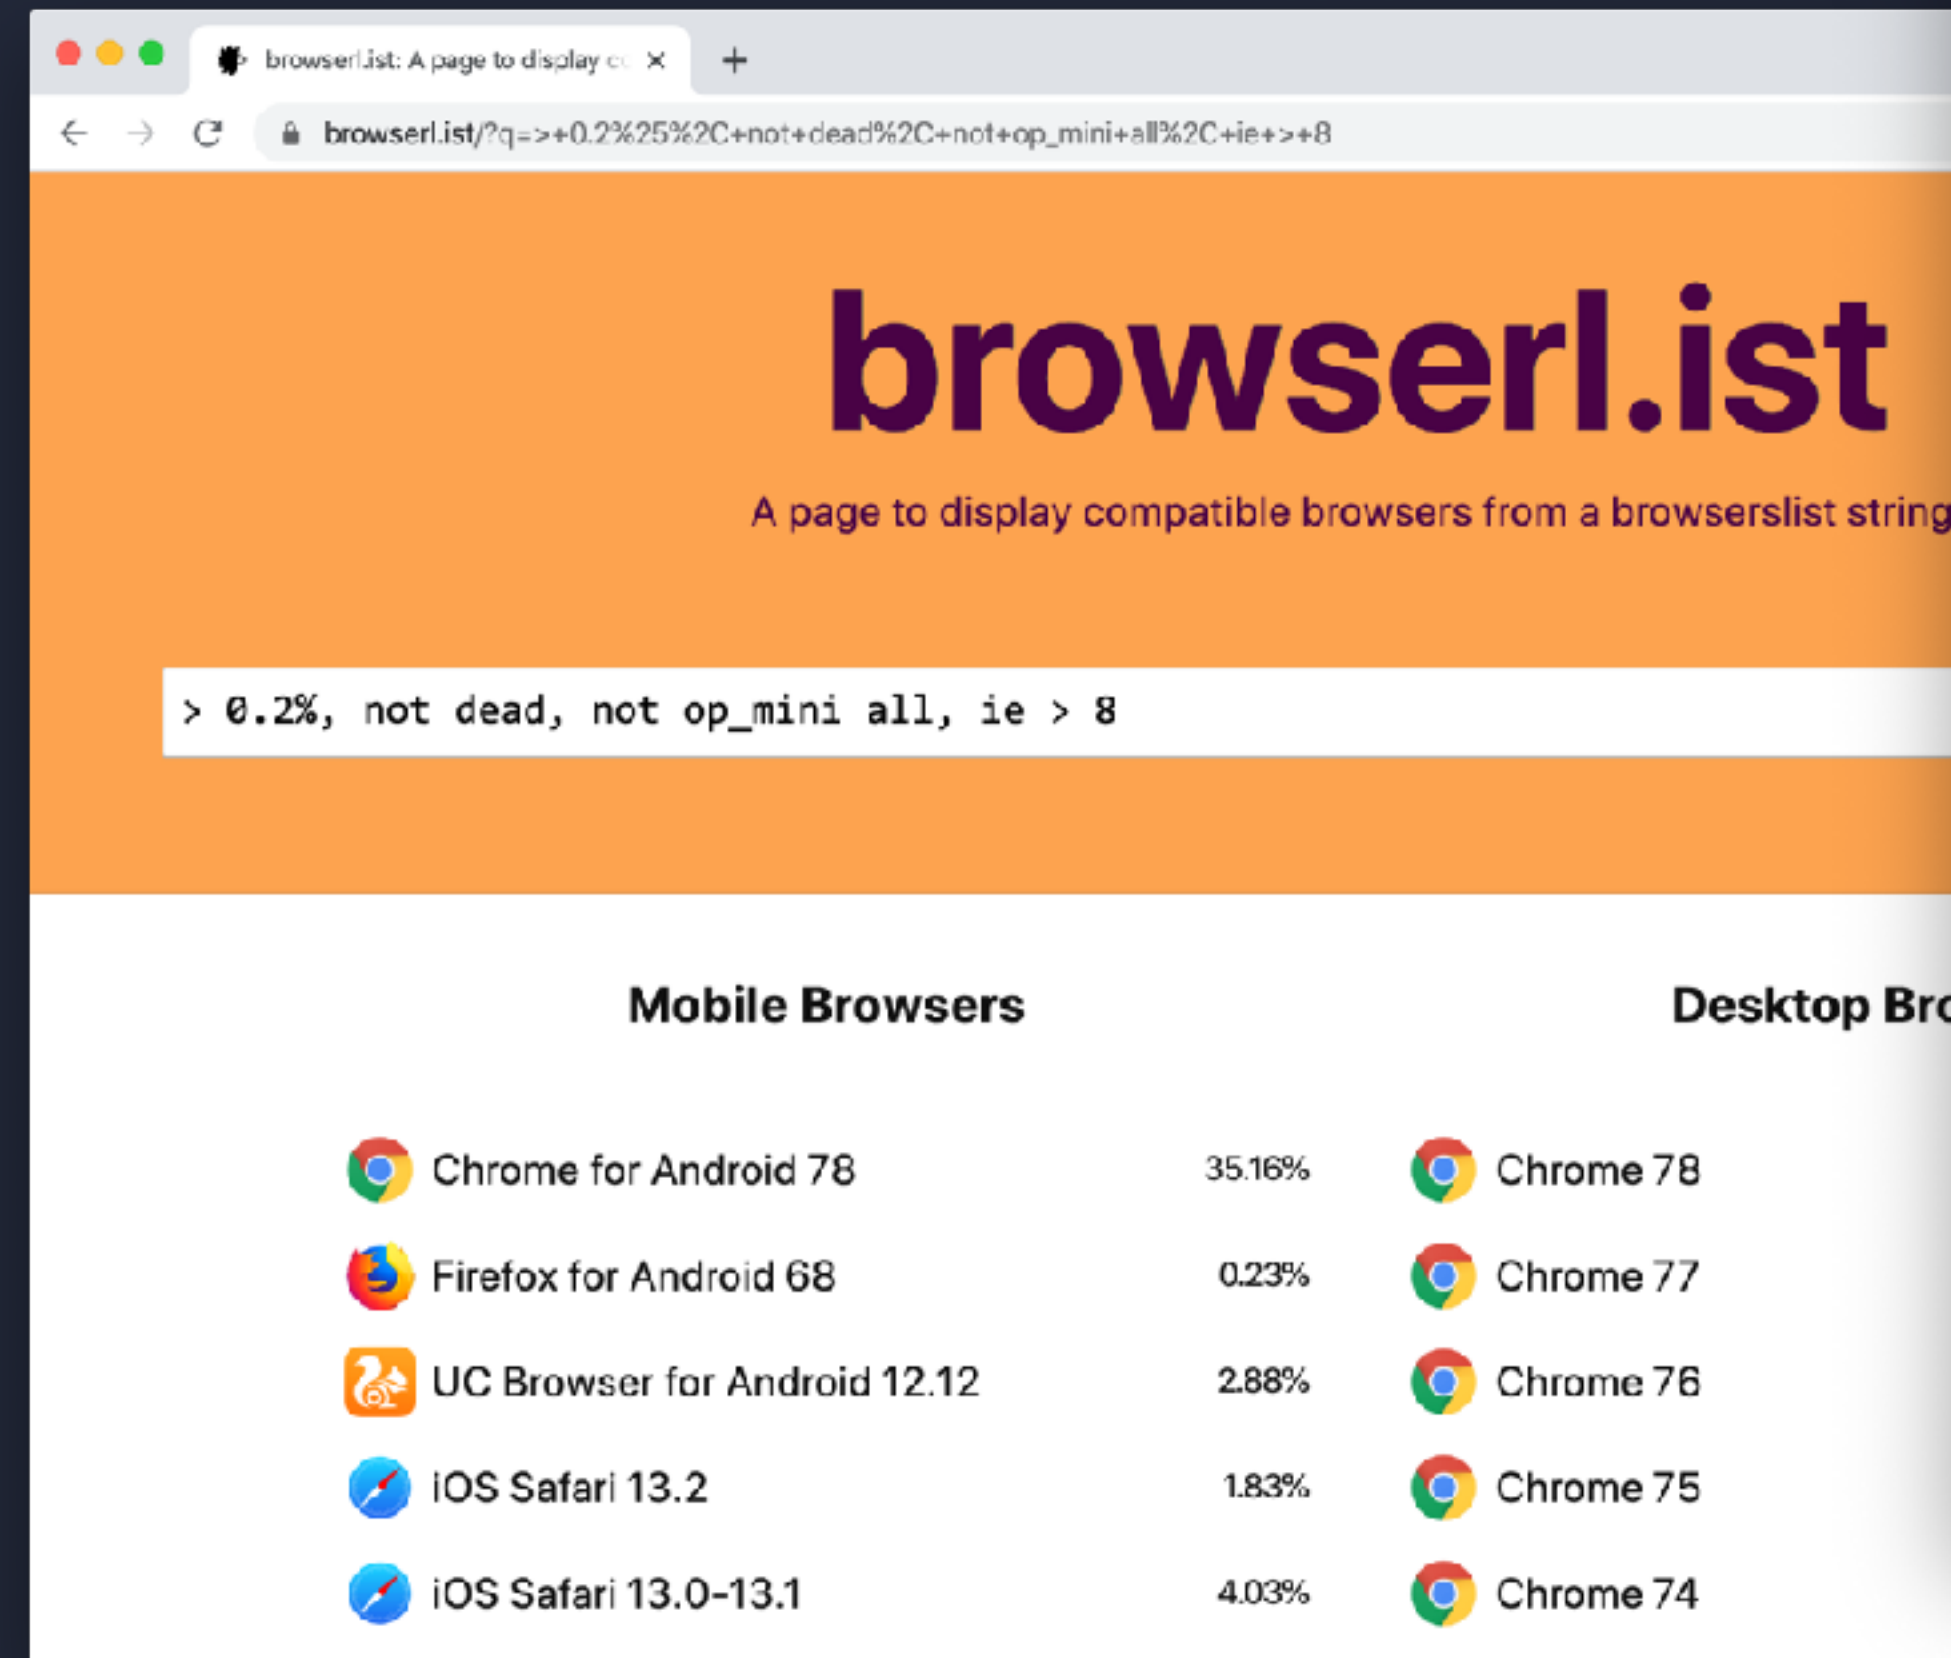 browserl.ist: A page to display
browserl.ist/?q=>+0.2%25%2C+not+dead%2C+not+op_mini+all%2C+ie+>+8
browserl.ist
A page to display compatible browsers from a browserslist string
> 0.2%, not dead, not op_mini all, ie > 8
Mobile Browsers
Desktop Bro
Chrome for Android 78 35.16%
Chrome 78
Firefox for Android 68 0.23%
Chrome 77
UC Browser for Android 12.12 2.88%
Chrome 76
iOS Safari 13.2 1.83%
Chrome 75
iOS Safari 13.0-13.1 4.03%
Chrome 74